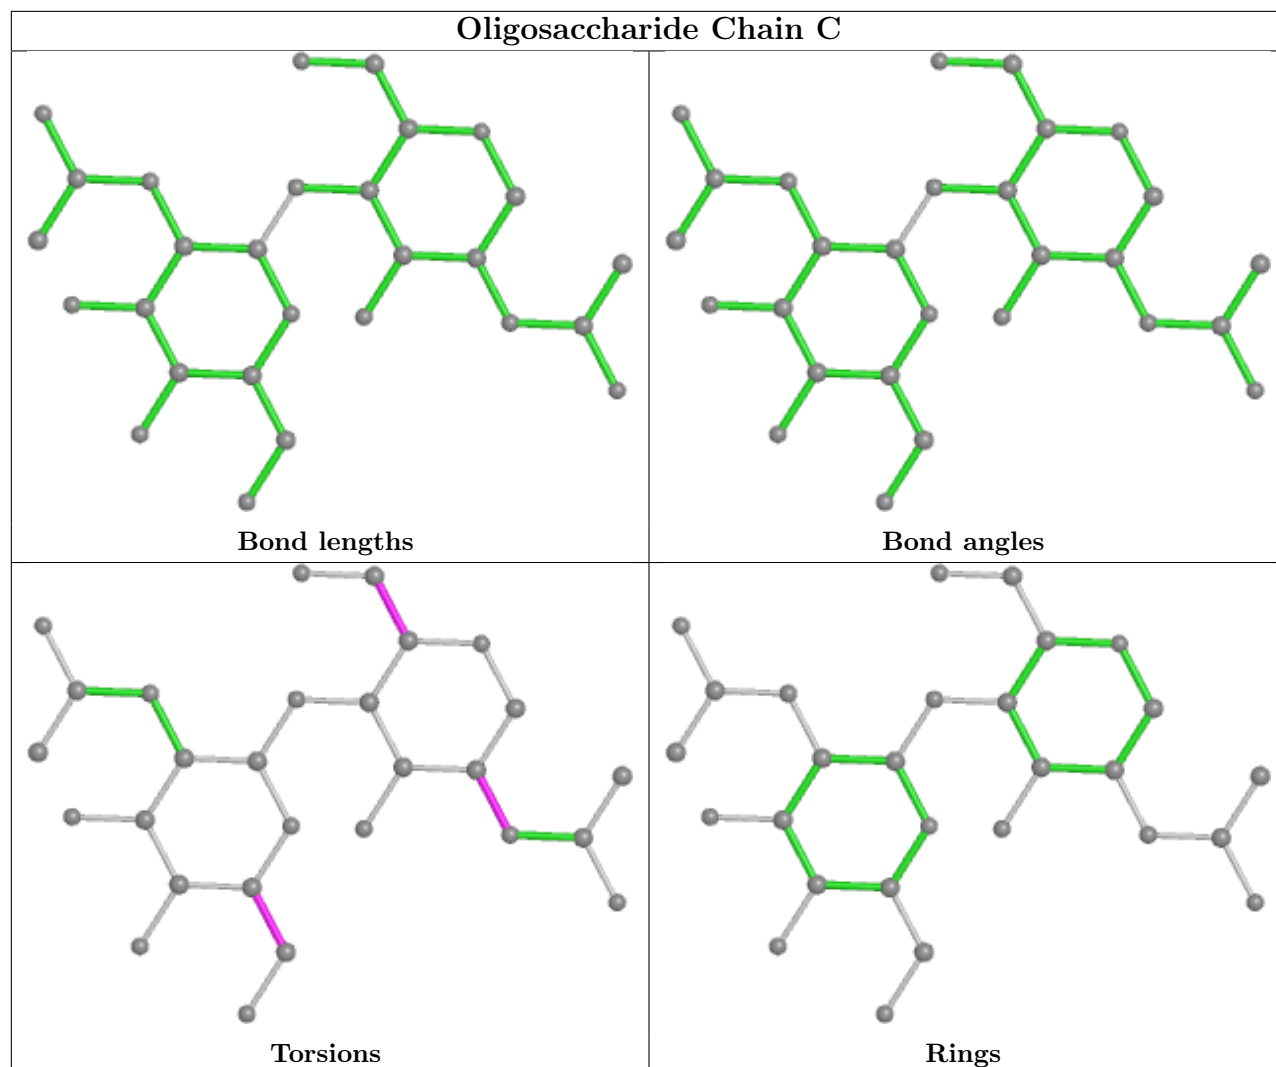 Oligosaccharide Chain C
Bond lengths
Bond angles
Torsions
Rings